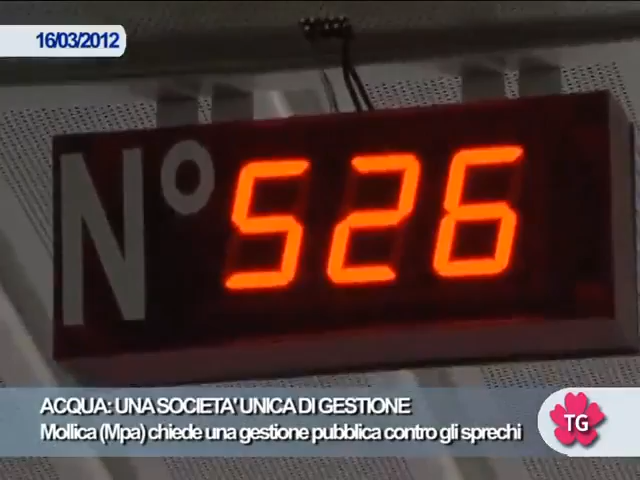 16/03/2012
N° 526
ACQUA: UNA SOCIETA' UNICA DI GESTIONE
Mollica (Mpa) chiede una gestione pubblica contro gli sprechi
TG